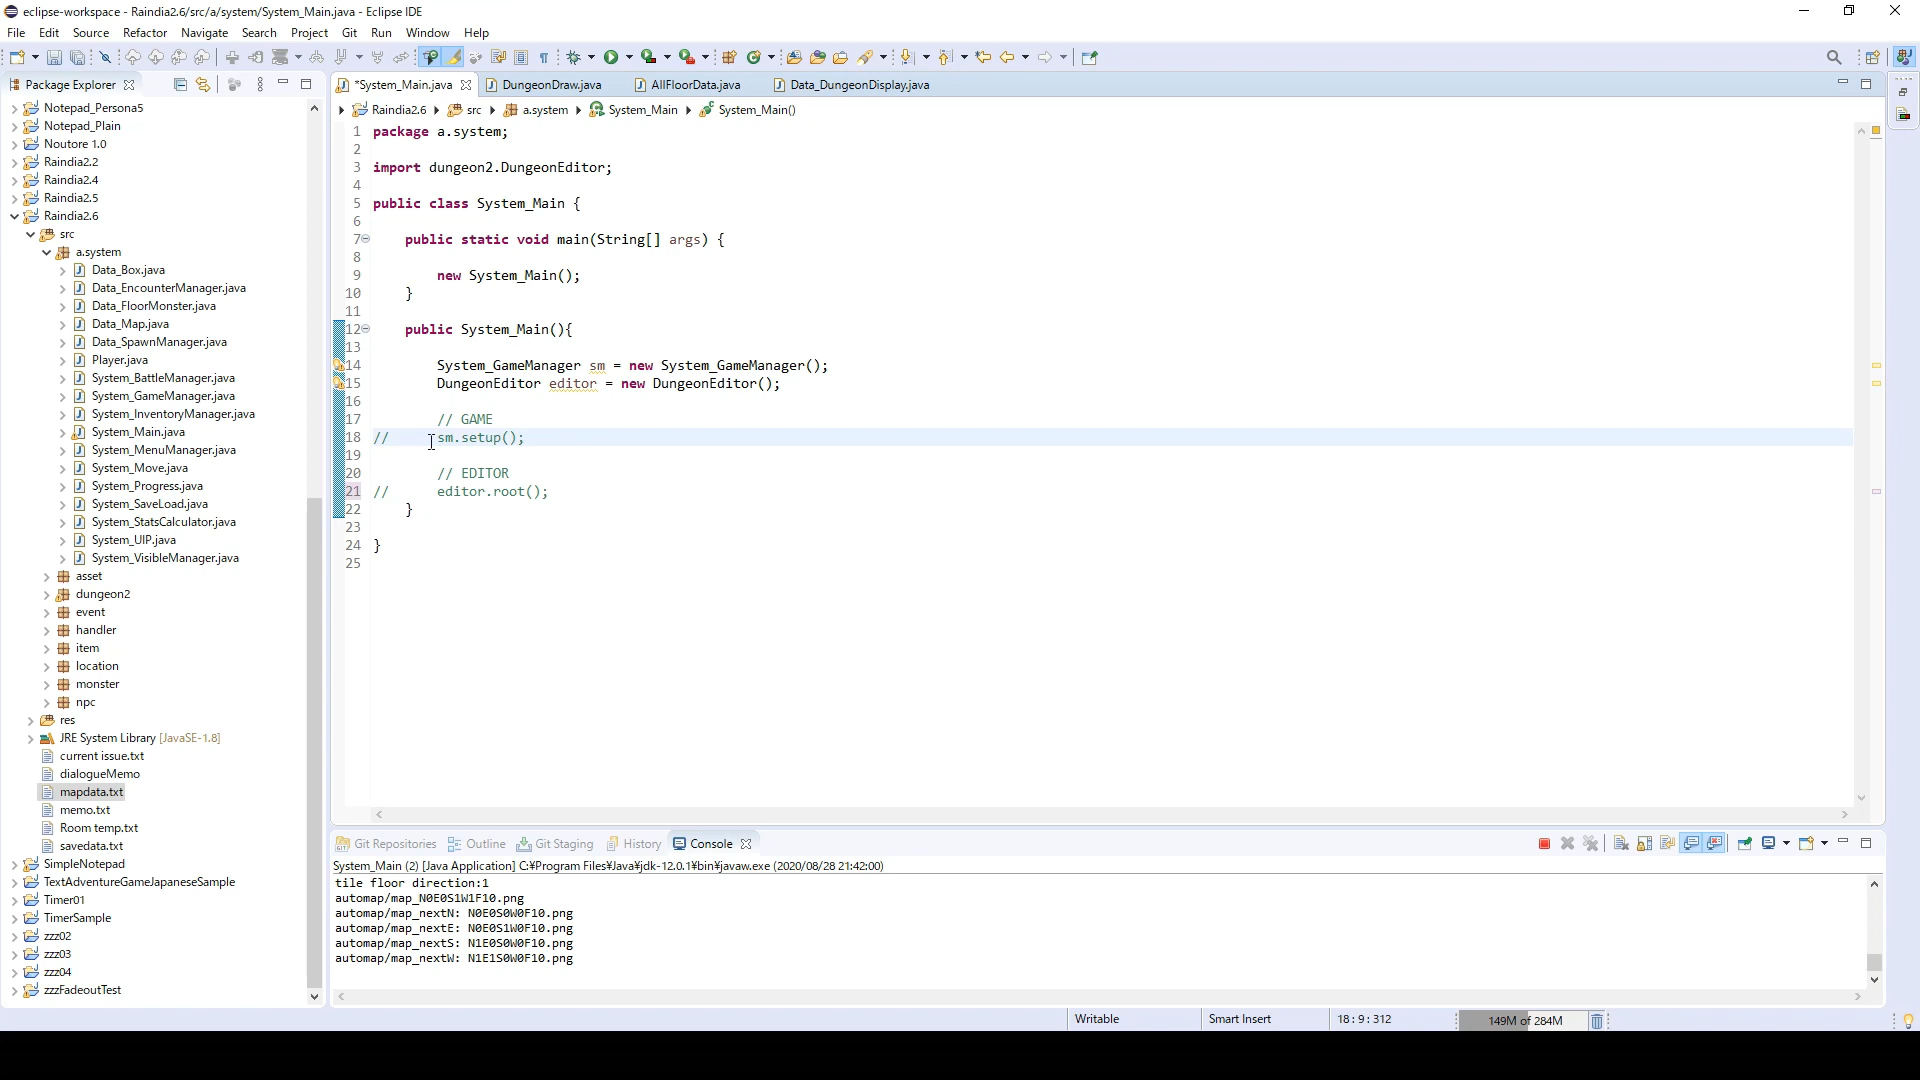 eclipse-workspace - Raindia2.6/src/a/system/System_Main.java - Eclipse IDE
File Edit Source Refactor Navigate Search Project Git Run Window Help
Package Explorer
Notepad_Persona5
Notepad_Plain
Noutore 1.0
Raindia2.2
Raindia2.4
Raindia2.5
Raindia2.6
src
a.system
Data_Box.java
Data_EncounterManager.java
Data_FloorMonster.java
Data_Map.java
Data_SpawnManager.java
Player.java
System_BattleManager.java
System_GameManager.java
System_InventoryManager.java
System_Main.java
System_MenuManager.java
System_Move.java
System_Progress.java
System_SaveLoad.java
System_StatsCalculator.java
System_UIP.java
System_VisibleManager.java
asset
dungeon2
event
handler
item
location
monster
npc
res
JRE System Library [JavaSE-1.8]
current issue.txt
dialogueMemo
mapdata.txt
memo.txt
Room temp.txt
savedata.txt
SimpleNotepad
TextAdventureGameJapaneseSample
Timer01
TimerSample
zzz02
zzz03
zzz04
zzzFadeoutTest
*System_Main.java DungeonDraw.java AllFloorData.java Data_DungeonDisplay.java
Raindia2.6 src a.system System_Main System_Main()
1 package a.system;
2
3 import dungeon2.DungeonEditor;
4
5 public class System_Main {
6
7 public static void main(String[] args) {
8
9 new System_Main();
10 }
11
12 public System_Main(){
13
14 System_GameManager sm = new System_GameManager();
15 DungeonEditor editor = new DungeonEditor();
16
17 // GAME
18 // sm.setup();
19
20 // EDITOR
21 // editor.root();
22 }
23
24 }
25
Git Repositories Outline Git Staging History Console
System_Main (2) [Java Application] C:¥Program Files¥Java¥jdk-12.0.1¥bin¥javaw.exe (2020/08/28 21:42:00)
tile floor direction:1
automap/map_N0E0S1W1F10.png
automap/map_nextN: N0E0S0W0F10.png
automap/map_nextE: N0E0S1W0F10.png
automap/map_nextS: N1E0S0W0F10.png
automap/map_nextW: N1E1S0W0F10.png
Writable Smart Insert 18 : 9 : 312 149M of 284M